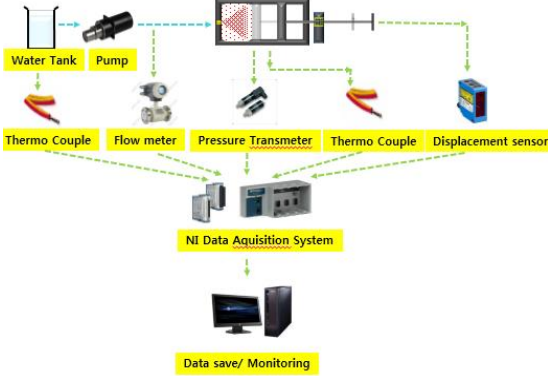 Water Tank
Pump
Thermo Couple
Flow meter
Pressure Transmeter
Thermo Couple
Displacement sensor
NI Data Aquisition System
Data save/ Monitoring